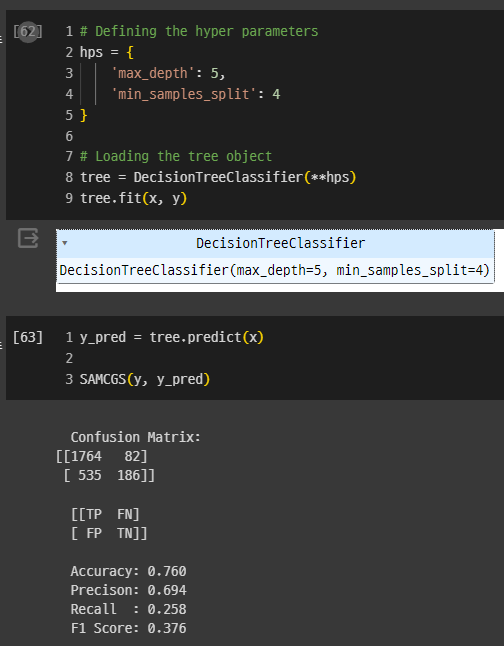 [62]
1 # Defining the hyper parameters
2 hps = {
3     'max_depth': 5,
4     'min_samples_split': 4
5 }
6
7 # Loading the tree object
8 tree = DecisionTreeClassifier(**hps)
9 tree.fit(x, y)
DecisionTreeClassifier
DecisionTreeClassifier(max_depth=5, min_samples_split=4)
[63]
1 y_pred = tree.predict(x)
2
3 SAMCGS(y, y_pred)
Confusion Matrix:
[[1764   82]
[ 535  186]]
[[TP  FN]
[ FP  TN]]
Accuracy: 0.760
Precison: 0.694
Recall  : 0.258
F1 Score: 0.376